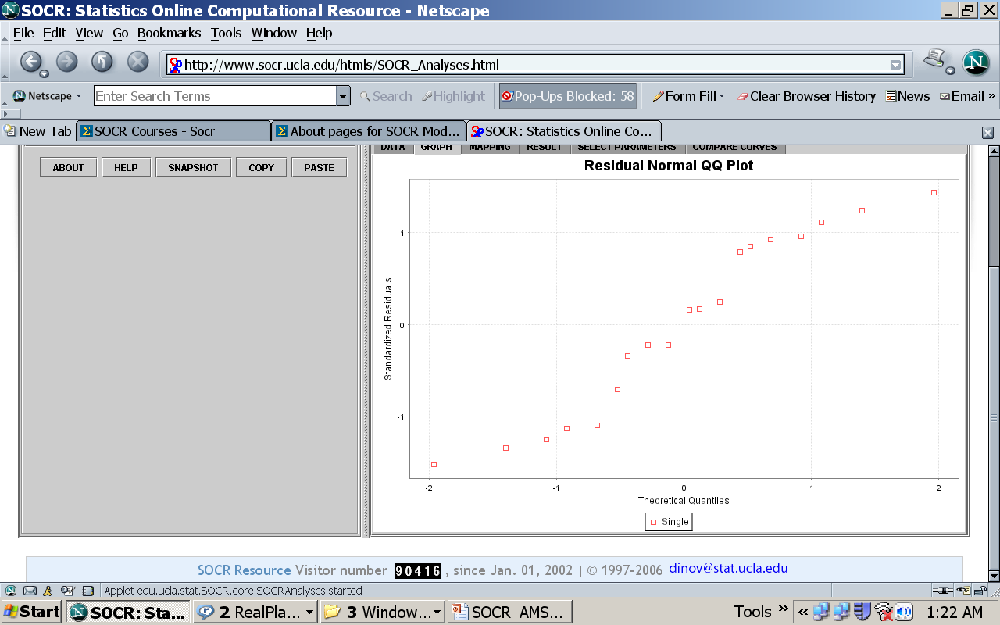 SOCR: Statistics Online Computational Resource - Netscape
File Edit View Go Bookmarks Tools Window Help
http://www.socr.ucla.edu/htmls/SOCR_Analyses.html
Netscape Enter Search Terms Search Highlight Pop-Ups Blocked: 58 Form Fill Clear Browser History News Email »
New Tab SOCR Courses - Socr About pages for SOCR Mod... SOCR: Statistics Online Co...
DATA GRAPH MAPPING RESULT SELECT PARAMETERS COMPARE CURVES
ABOUT HELP SNAPSHOT COPY PASTE
Residual Normal QQ Plot
Standardized Residuals
1
0
-1
-2 -1 0 1 2
Theoretical Quantiles
Single
SOCR Resource Visitor number 90416, since Jan. 01, 2002 | © 1997-2006 dinov@stat.ucla.edu
Applet edu.ucla.stat.SOCR.core.SOCRAnalyses started
Start SOCR: Sta... 2 RealPla... 3 Window... SOCR_AMS... Tools » « 1:22 AM